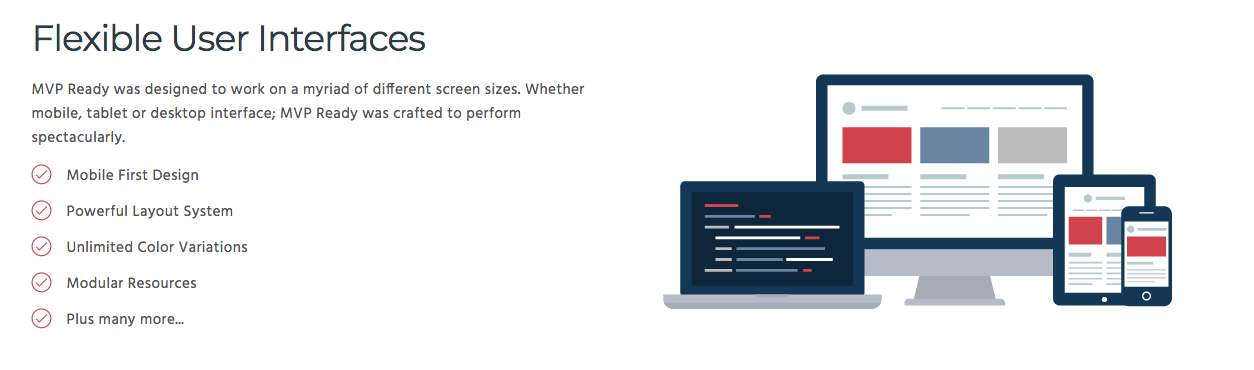 Flexible User Interfaces
MVP Ready was designed to work on a myriad of different screen sizes. Whether
mobile, tablet or desktop interface; MVP Ready was crafted to perform
spectacularly.
Mobile First Design
Powerful Layout System
Unlimited Color Variations
Modular Resources
Plus many more...